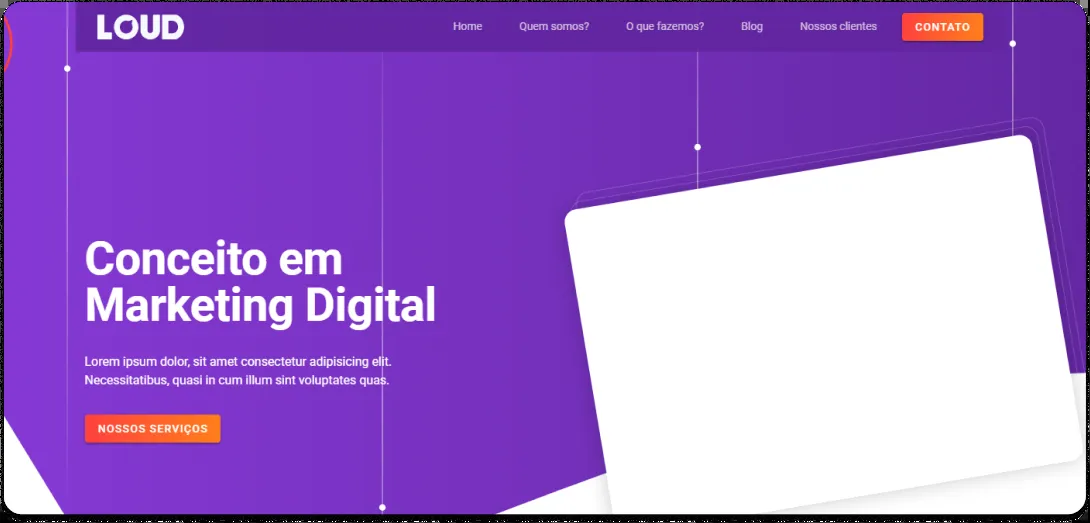 LOUD
Home Quem somos? O que fazemos? Blog Nossos clientes CONTATO
Conceito em
Marketing Digital
Lorem ipsum dolor, sit amet consectetur adipisicing elit.
Necessitatibus, quasi in cum illum sint voluptates quas.
NOSSOS SERVIÇOS